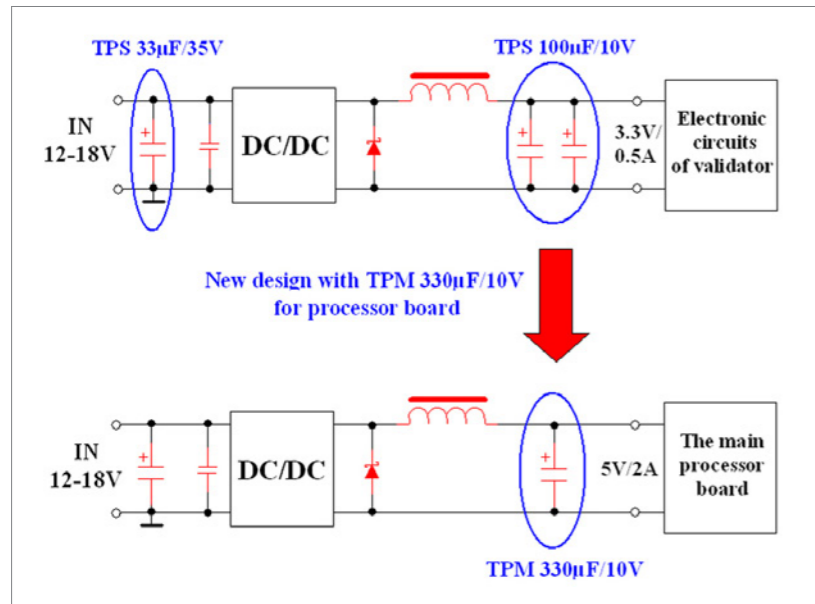 TPS 33µF/35V
TPS 100µF/10V
IN
12-18V
+
DC/DC
+
+
3.3V/
0.5A
Electronic
circuits
of validator
New design with TPM 330µF/10V
for processor board
IN
12-18V
+
DC/DC
+
5V/2A
The main
processor
board
TPM 330µF/10V